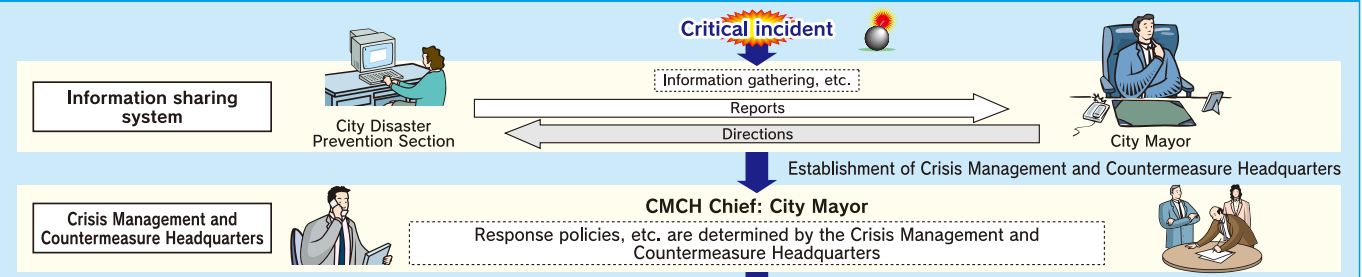 Critical incident
Information gathering, etc.
Information sharing
system
Reports
Directions
City Disaster
Prevention Section
City Mayor
Establishment of Crisis Management and Countermeasure Headquarters
Crisis Management and
Countermeasure Headquarters
CMCH Chief: City Mayor
Response policies, etc. are determined by the Crisis Management and
Countermeasure Headquarters